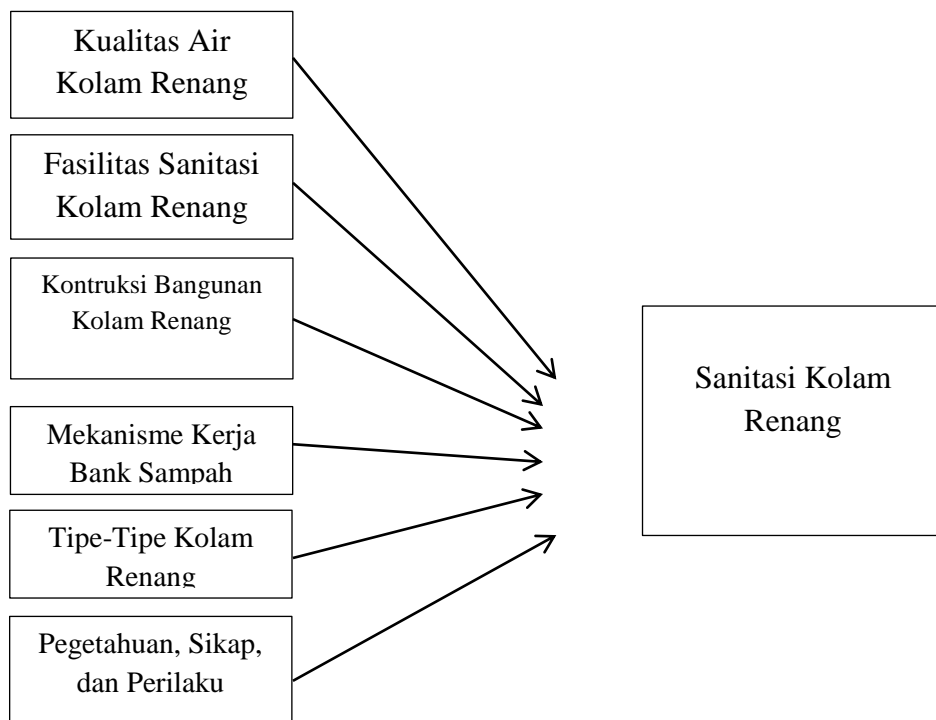 Kualitas Air
Kolam Renang
Fasilitas Sanitasi
Kolam Renang
Kontruksi Bangunan
Kolam Renang
Mekanisme Kerja
Bank Sampah
Tipe-Tipe Kolam
Renang
Pegetahuan, Sikap,
dan Perilaku
Sanitasi Kolam
Renang